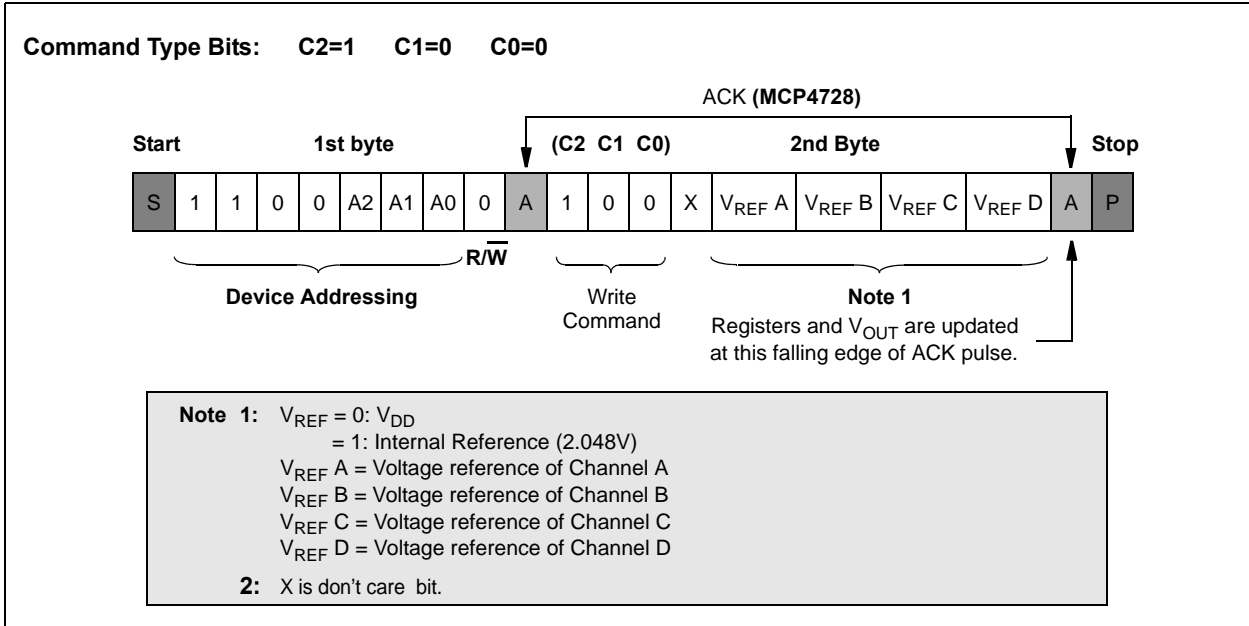 Command Type Bits: C2=1 C1=0 C0=0
ACK (MCP4728)
Start 1st byte (C2 C1 C0) 2nd Byte Stop
S 1 1 0 0 A2 A1 A0 0 A 1 0 0 X VREF A VREF B VREF C VREF D A P
R/W
Device Addressing Write Note 1
Command Registers and VOUT are updated
at this falling edge of ACK pulse.
Note 1: VREF = 0: VDD
= 1: Internal Reference (2.048V)
VREF A = Voltage reference of Channel A
VREF B = Voltage reference of Channel B
VREF C = Voltage reference of Channel C
VREF D = Voltage reference of Channel D
2: X is don't care bit.